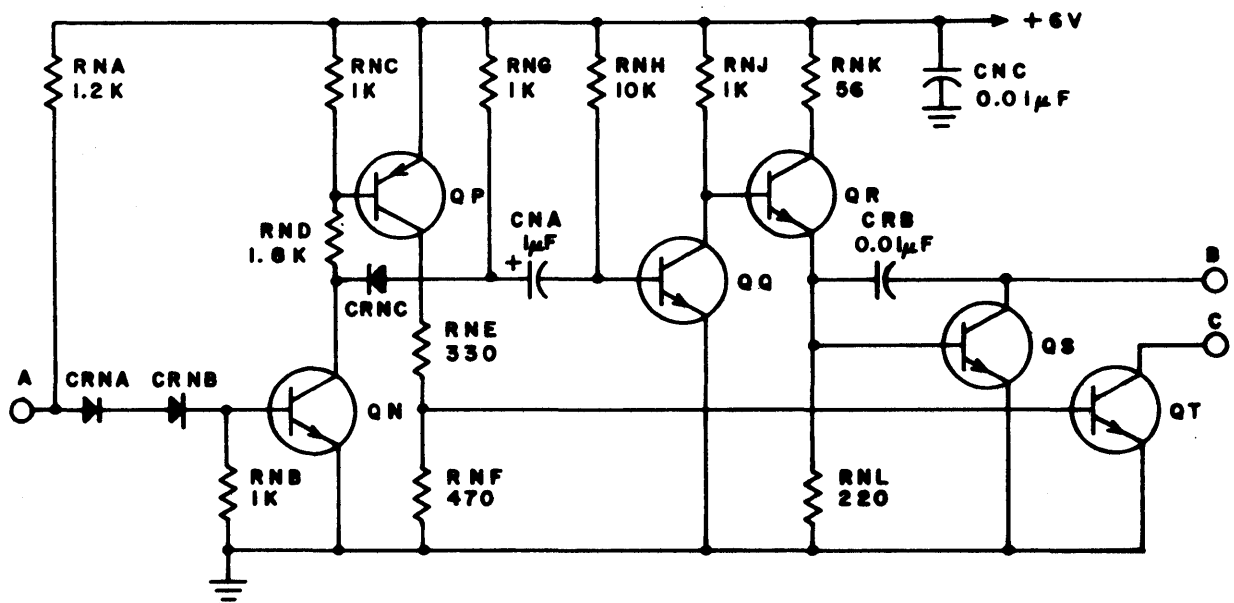 +6V
RNA
1.2K
RNC
1K
RNG
1K
RNH
10K
RNJ
1K
RNK
56
CNC
0.01μF
QP
QR
RND
1.8K
CNA
1μF
+
CRB
0.01μF
B
CRNC
QQ
C
RNE
330
QS
A
CRNA
CRNB
QN
QT
RNB
1K
RNF
470
RNL
220